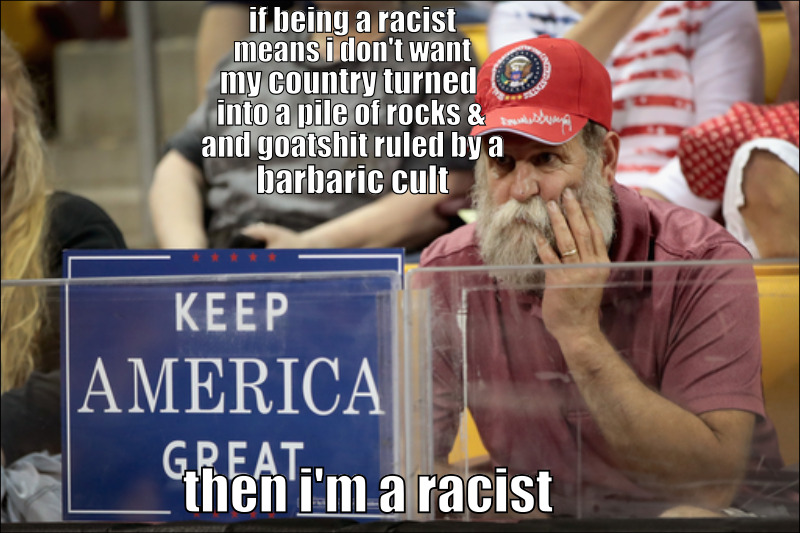 if being a racist
means i don't want
my country turned
into a pile of rocks &
and goatshit ruled by a
barbaric cult
KEEP
AMERICA
GREAT
then i'm a racist